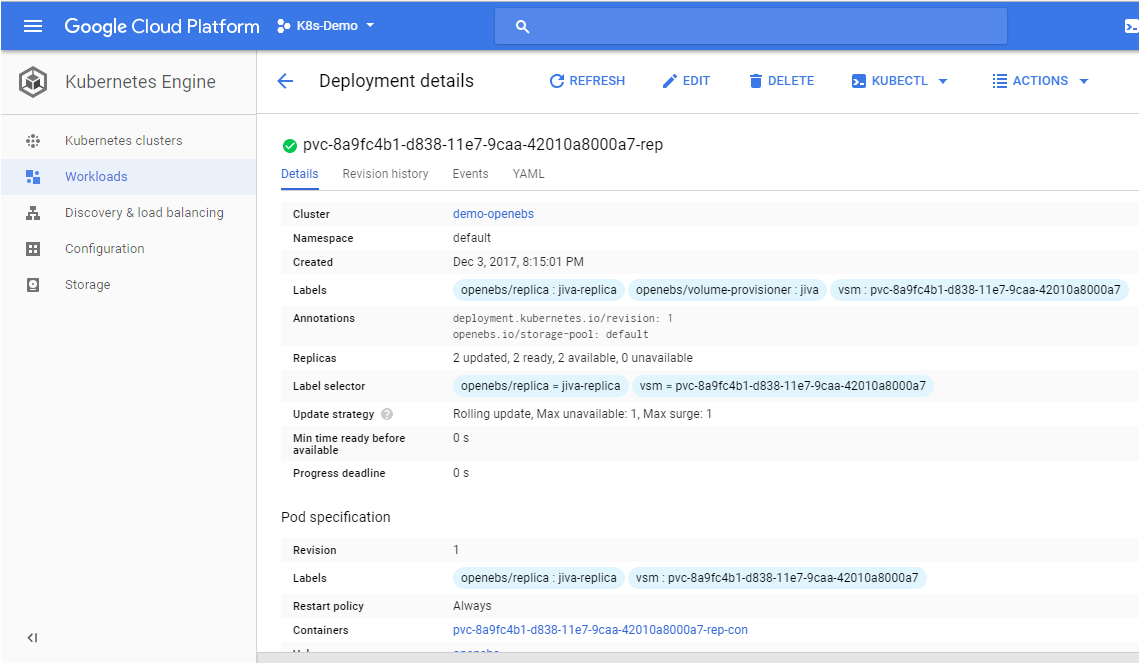 Google Cloud Platform K8s-Demo
Kubernetes Engine
Deployment details REFRESH EDIT DELETE KUBECTL ACTIONS
Kubernetes clusters
Workloads
Discovery & load balancing
Configuration
Storage
pvc-8a9fc4b1-d838-11e7-9caa-42010a8000a7-rep
Details Revision history Events YAML
Cluster demo-openebs
Namespace default
Created Dec 3, 2017, 8:15:01 PM
Labels openebs/replica : jiva-replica openebs/volume-provisioner : jiva vsm : pvc-8a9fc4b1-d838-11e7-9caa-42010a8000a7
Annotations deployment.kubernetes.io/revision: 1
openebs.io/storage-pool: default
Replicas 2 updated, 2 ready, 2 available, 0 unavailable
Label selector openebs/replica = jiva-replica vsm = pvc-8a9fc4b1-d838-11e7-9caa-42010a8000a7
Update strategy ? Rolling update, Max unavailable: 1, Max surge: 1
Min time ready before 0 s
available
Progress deadline 0 s
Pod specification
Revision 1
Labels openebs/replica : jiva-replica vsm : pvc-8a9fc4b1-d838-11e7-9caa-42010a8000a7
Restart policy Always
Containers pvc-8a9fc4b1-d838-11e7-9caa-42010a8000a7-rep-con